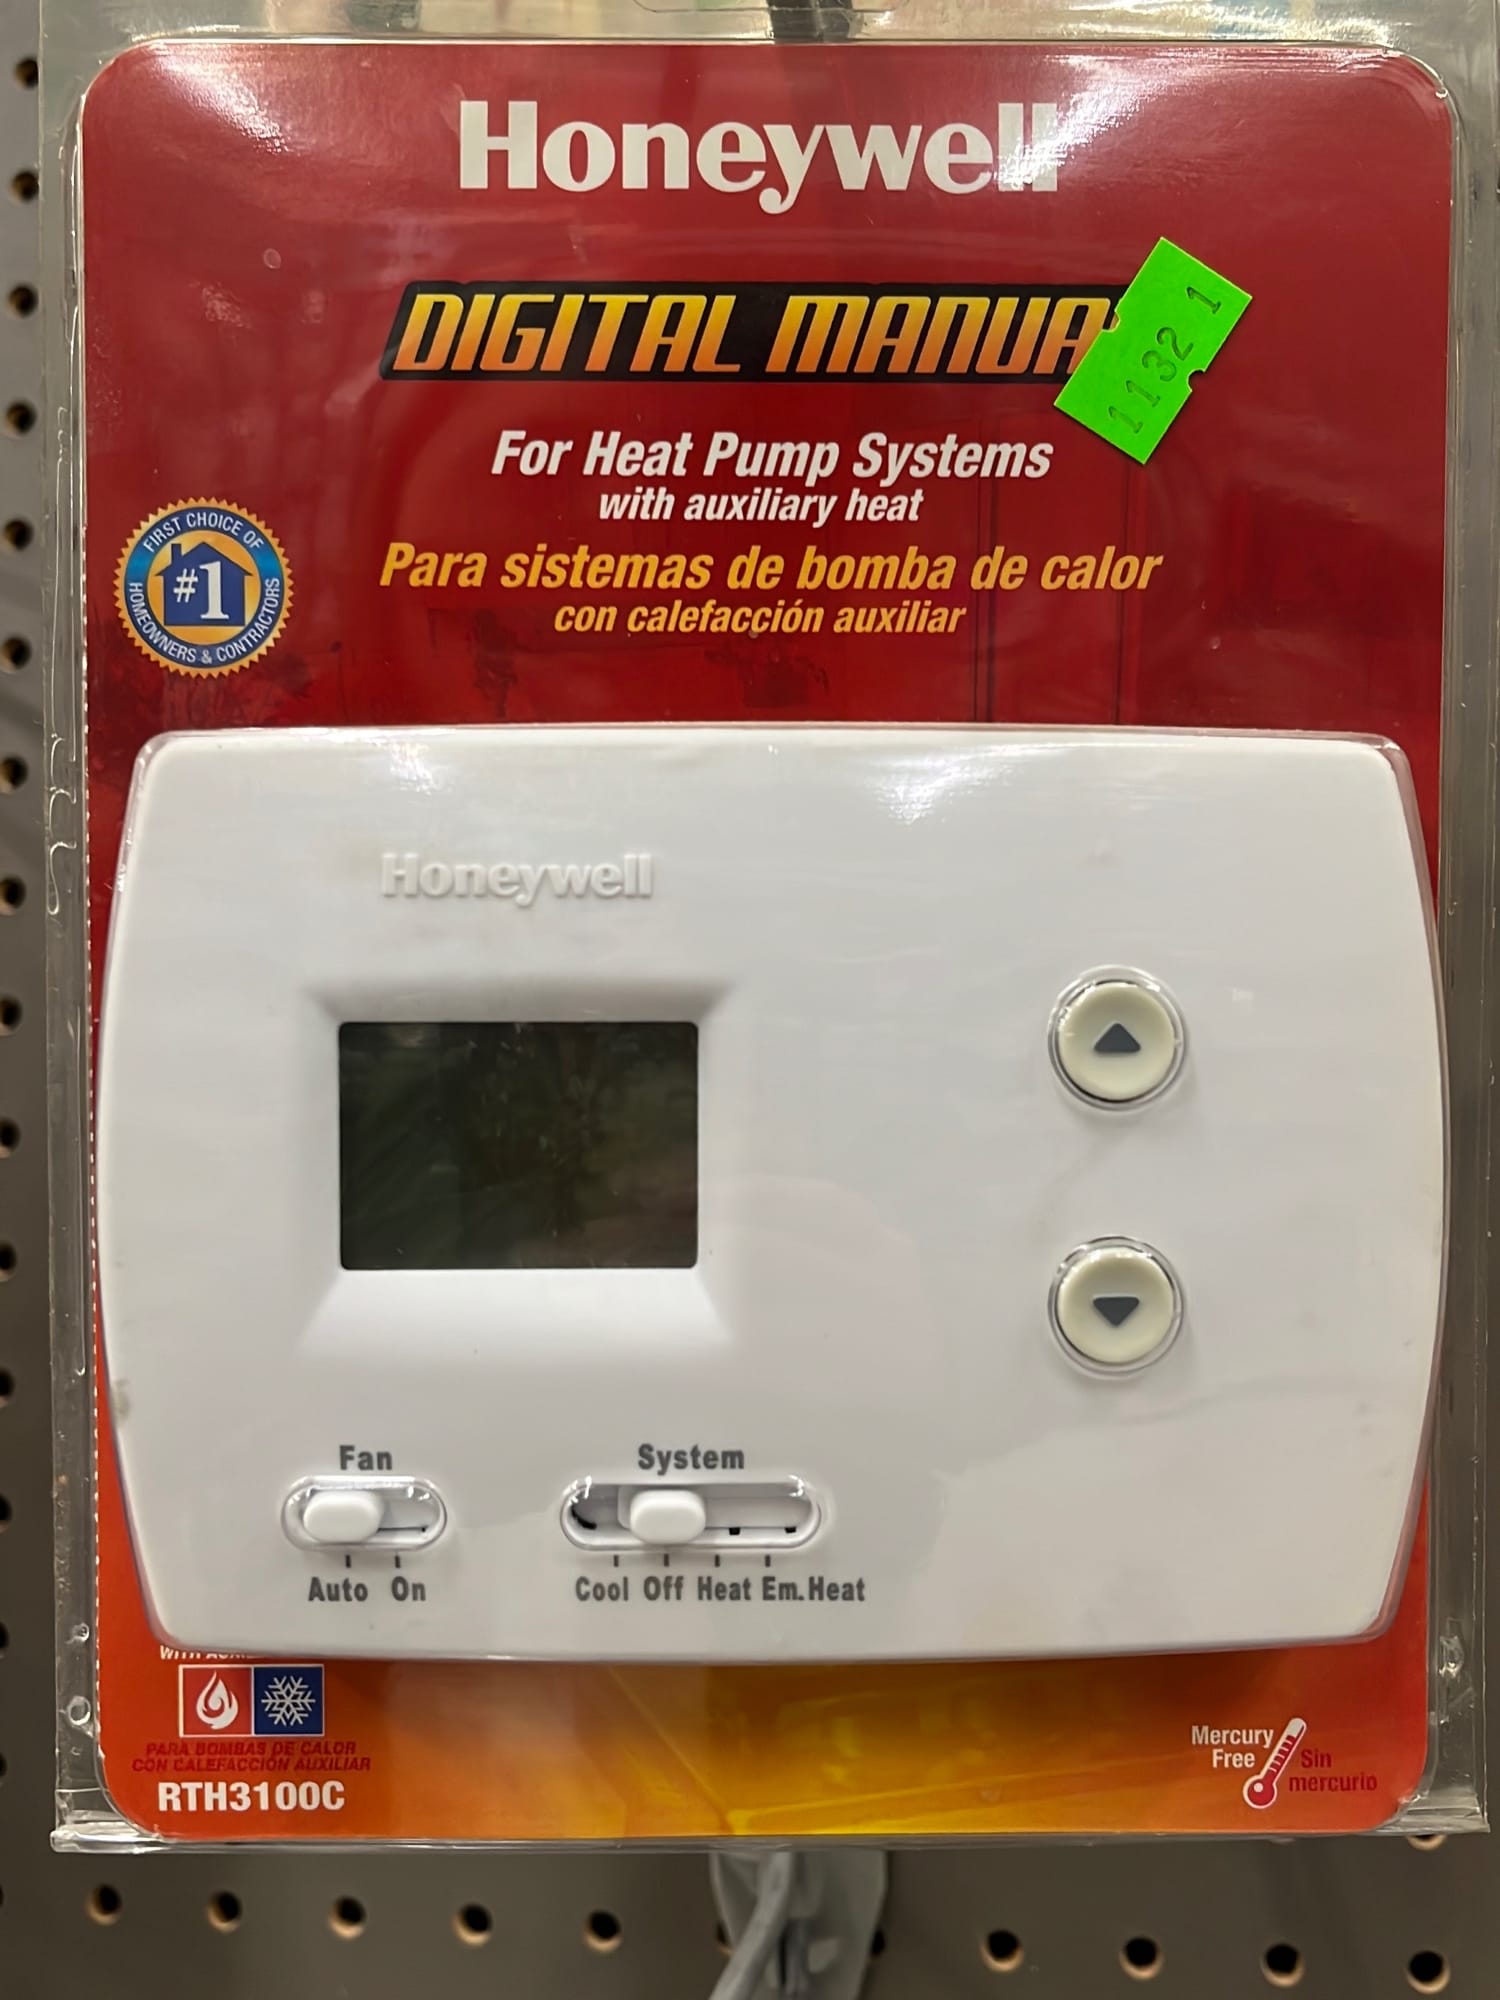 Honeywell
DIGITAL MANUA
11321
For Heat Pump Systems
with auxiliary heat
Para sistemas de bomba de calor
con calefacción auxiliar
FIRST CHOICE OF
#1
HOMEOWNERS & CONTRACTORS
Honeywell
Fan
System
Auto On
Cool Off Heat Em.Heat
PARA BOMBAS DE CALOR
CON CALEFACCIÓN AUXILIAR
RTH3100C
Mercury
Free
Sin
mercurio